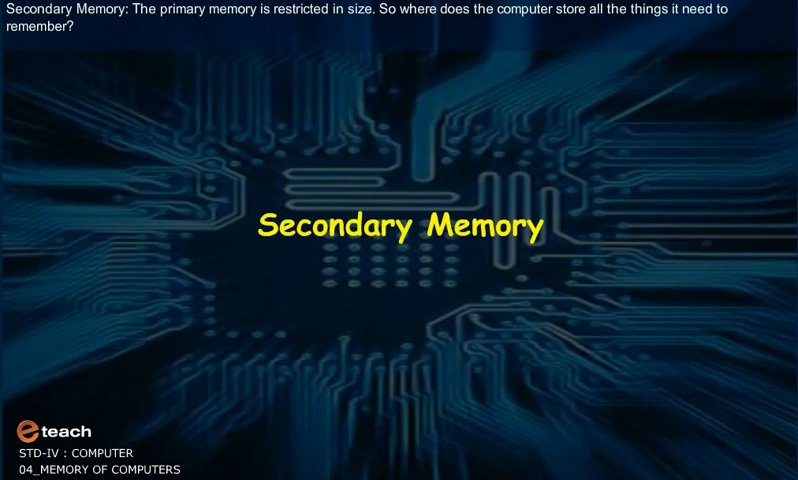 Secondary Memory: The primary memory is restricted in size. So where does the computer store all the things it need to
remember?
Secondary Memory
e teach
STD-IV : COMPUTER
04_MEMORY OF COMPUTERS